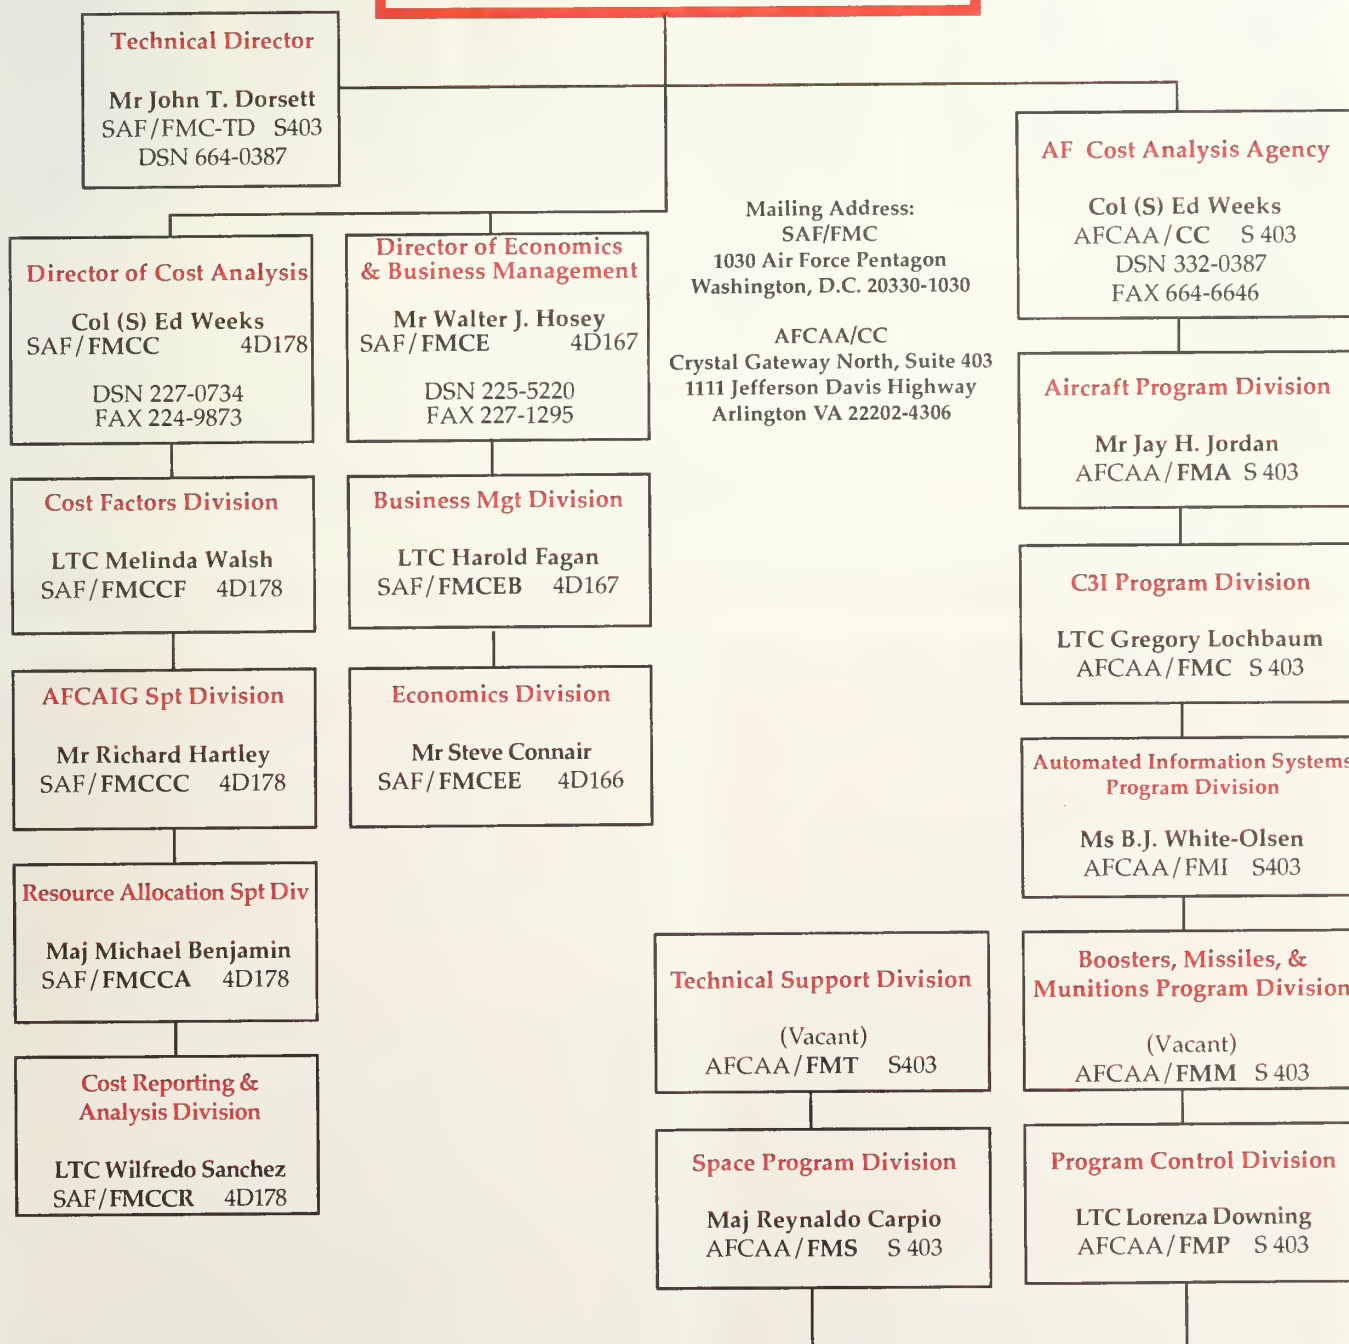 Technical Director
Mr John T. Dorsett
SAF/FMC-TD S403
DSN 664-0387
Director of Cost Analysis
Col (S) Ed Weeks
SAF/FMCC 4D178
DSN 227-0734
FAX 224-9873
Cost Factors Division
LTC Melinda Walsh
SAF/FMCCF 4D178
AFCAIG Spt Division
Mr Richard Hartley
SAF/FMCCC 4D178
Resource Allocation Spt Div
Maj Michael Benjamin
SAF/FMCCA 4D178
Cost Reporting &
Analysis Division
LTC Wilfredo Sanchez
SAF/FMCCR 4D178
Director of Economics
& Business Management
Mr Walter J. Hosey
SAF/FMCE 4D167
DSN 225-5220
FAX 227-1295
Business Mgt Division
LTC Harold Fagan
SAF/FMCEB 4D167
Economics Division
Mr Steve Connair
SAF/FMCEE 4D166
Mailing Address:
SAF/FMC
1030 Air Force Pentagon
Washington, D.C. 20330-1030
AFCAA/CC
Crystal Gateway North, Suite 403
1111 Jefferson Davis Highway
Arlington VA 22202-4306
AF Cost Analysis Agency
Col (S) Ed Weeks
AFCAA/CC S 403
DSN 332-0387
FAX 664-6646
Aircraft Program Division
Mr Jay H. Jordan
AFCAA/FMA S 403
C3I Program Division
LTC Gregory Lochbaum
AFCAA/FMC S 403
Automated Information Systems
Program Division
Ms B.J. White-Olsen
AFCAA/FMI S403
Boosters, Missiles, &
Munitions Program Division
(Vacant)
AFCAA/FMM S 403
Program Control Division
LTC Lorenza Downing
AFCAA/FMP S 403
Technical Support Division
(Vacant)
AFCAA/FMT S403
Space Program Division
Maj Reynaldo Carpio
AFCAA/FMS S 403